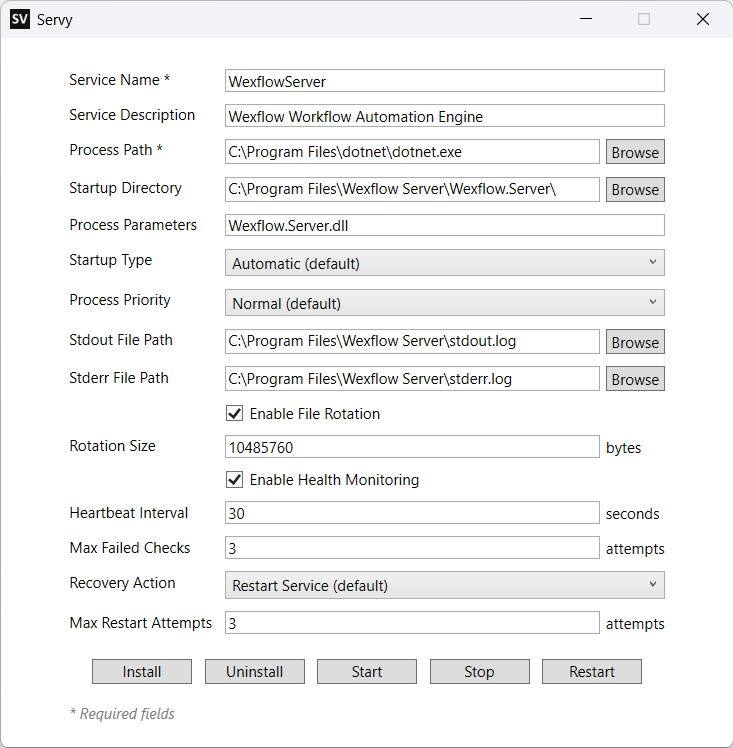 SV Servy
Service Name * WexflowServer
Service Description Wexflow Workflow Automation Engine
Process Path * C:\Program Files\dotnet\dotnet.exe Browse
Startup Directory C:\Program Files\Wexflow Server\Wexflow.Server\ Browse
Process Parameters Wexflow.Server.dll
Startup Type Automatic (default)
Process Priority Normal (default)
Stdout File Path C:\Program Files\Wexflow Server\stdout.log Browse
Stderr File Path C:\Program Files\Wexflow Server\stderr.log Browse
Enable File Rotation
Rotation Size 10485760 bytes
Enable Health Monitoring
Heartbeat Interval 30 seconds
Max Failed Checks 3 attempts
Recovery Action Restart Service (default)
Max Restart Attempts 3 attempts
Install Uninstall Start Stop Restart
* Required fields